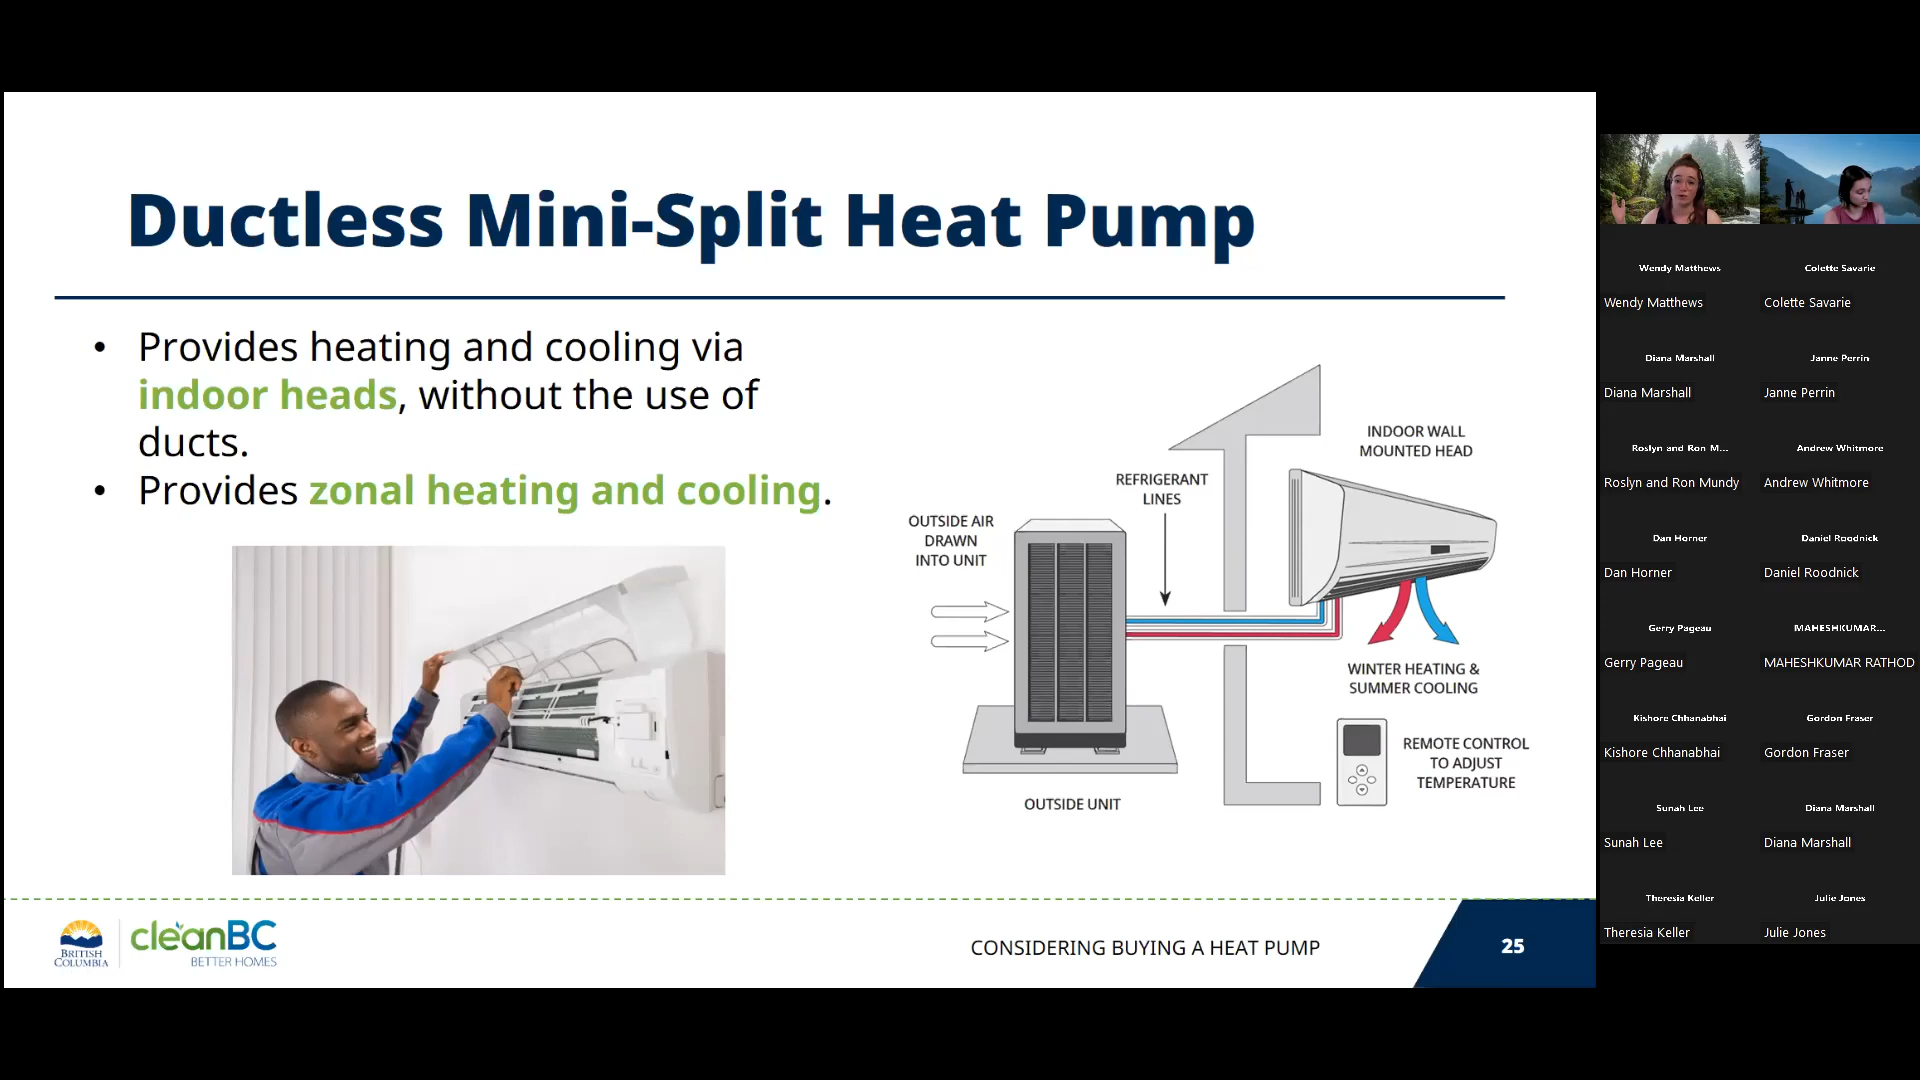 Ductless Mini-Split Heat Pump
• Provides heating and cooling via
indoor heads, without the use of
ducts.
• Provides zonal heating and cooling.
INDOOR WALL
MOUNTED HEAD
REFRIGERANT
LINES
OUTSIDE AIR
DRAWN
INTO UNIT
WINTER HEATING &
SUMMER COOLING
REMOTE CONTROL
TO ADJUST
TEMPERATURE
OUTSIDE UNIT
BRITISH
COLUMBIA
cleanBC
BETTER HOMES
CONSIDERING BUYING A HEAT PUMP
25
Wendy Matthews
Colette Savarie
Wendy Matthews
Colette Savarie
Diana Marshall
Janne Perrin
Diana Marshall
Janne Perrin
Roslyn and Ron M...
Andrew Whitmore
Roslyn and Ron Mundy
Andrew Whitmore
Dan Horner
Daniel Roodnick
Dan Horner
Daniel Roodnick
Gerry Pageau
MAHESHKUMAR...
Gerry Pageau
MAHESHKUMAR RATHOD
Kishore Chhanabhai
Gordon Fraser
Kishore Chhanabhai
Gordon Fraser
Sunah Lee
Diana Marshall
Sunah Lee
Diana Marshall
Theresia Keller
Julie Jones
Theresia Keller
Julie Jones